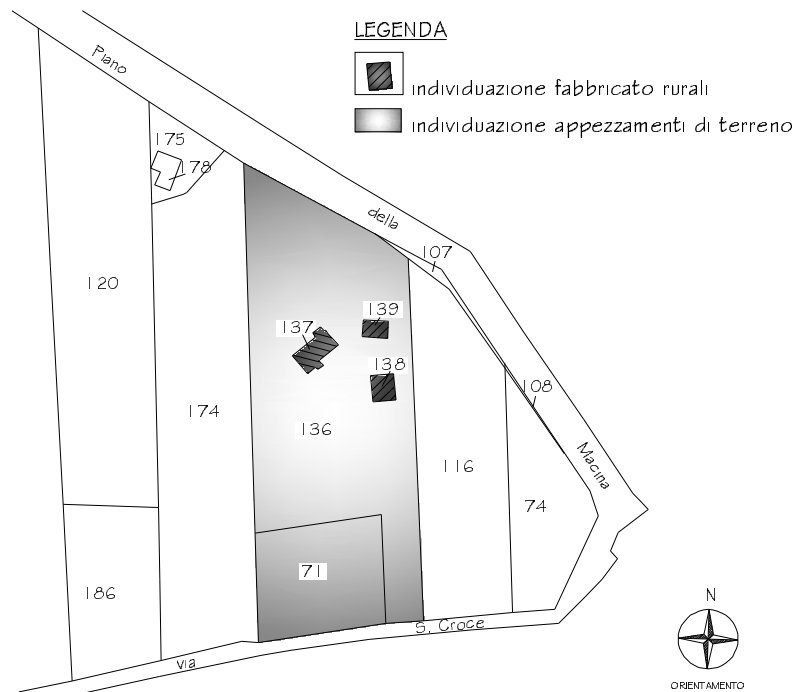 LEGENDA
individuazione fabbricato rurali
individuazione appezzamenti di terreno
Piano
175
178
della
107
120
139
137
138
108
174
136
116
Macina
74
71
186
S. Croce
via
N
ORIENTAMENTO